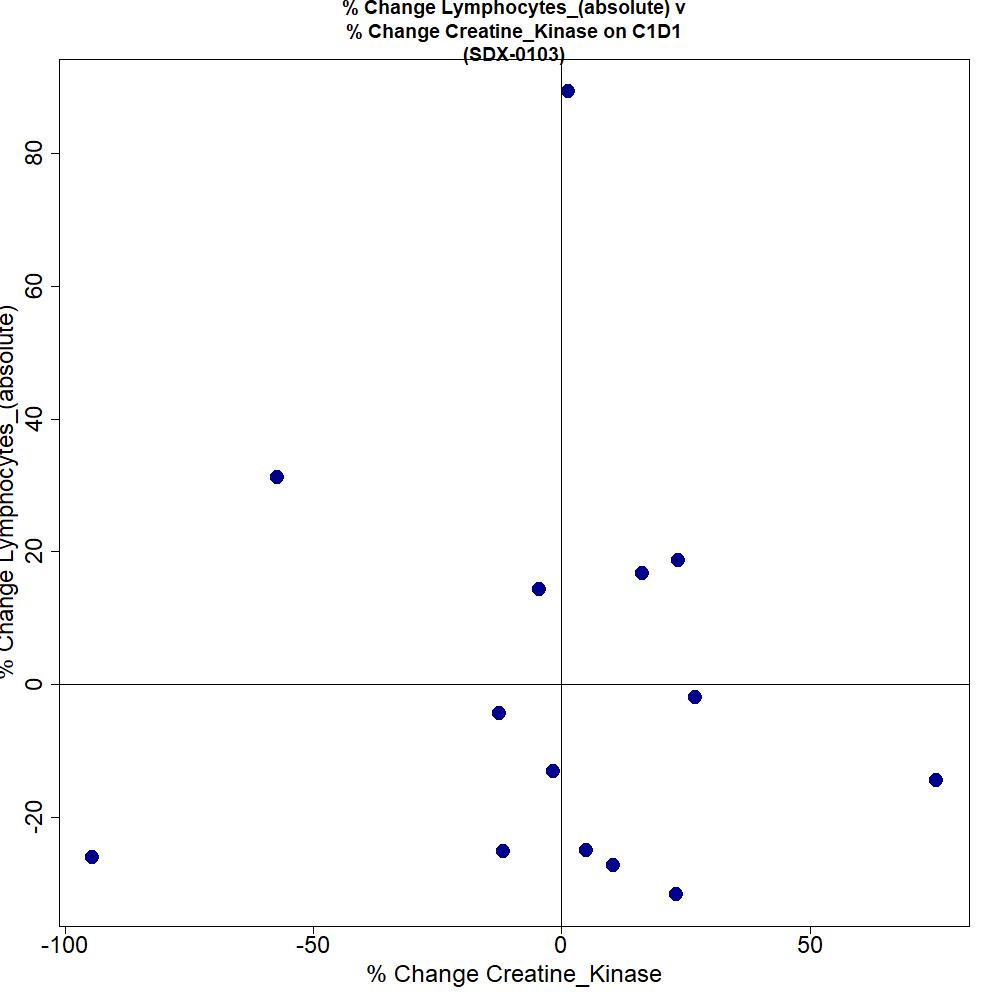 % Change Lymphocytes_(absolute) v
% Change Creatine_Kinase on C1D1
(SDX-0103)
% Change Lymphocytes_(absolute)
80
60
40
20
0
-20
-100
-50
0
50
% Change Creatine_Kinase